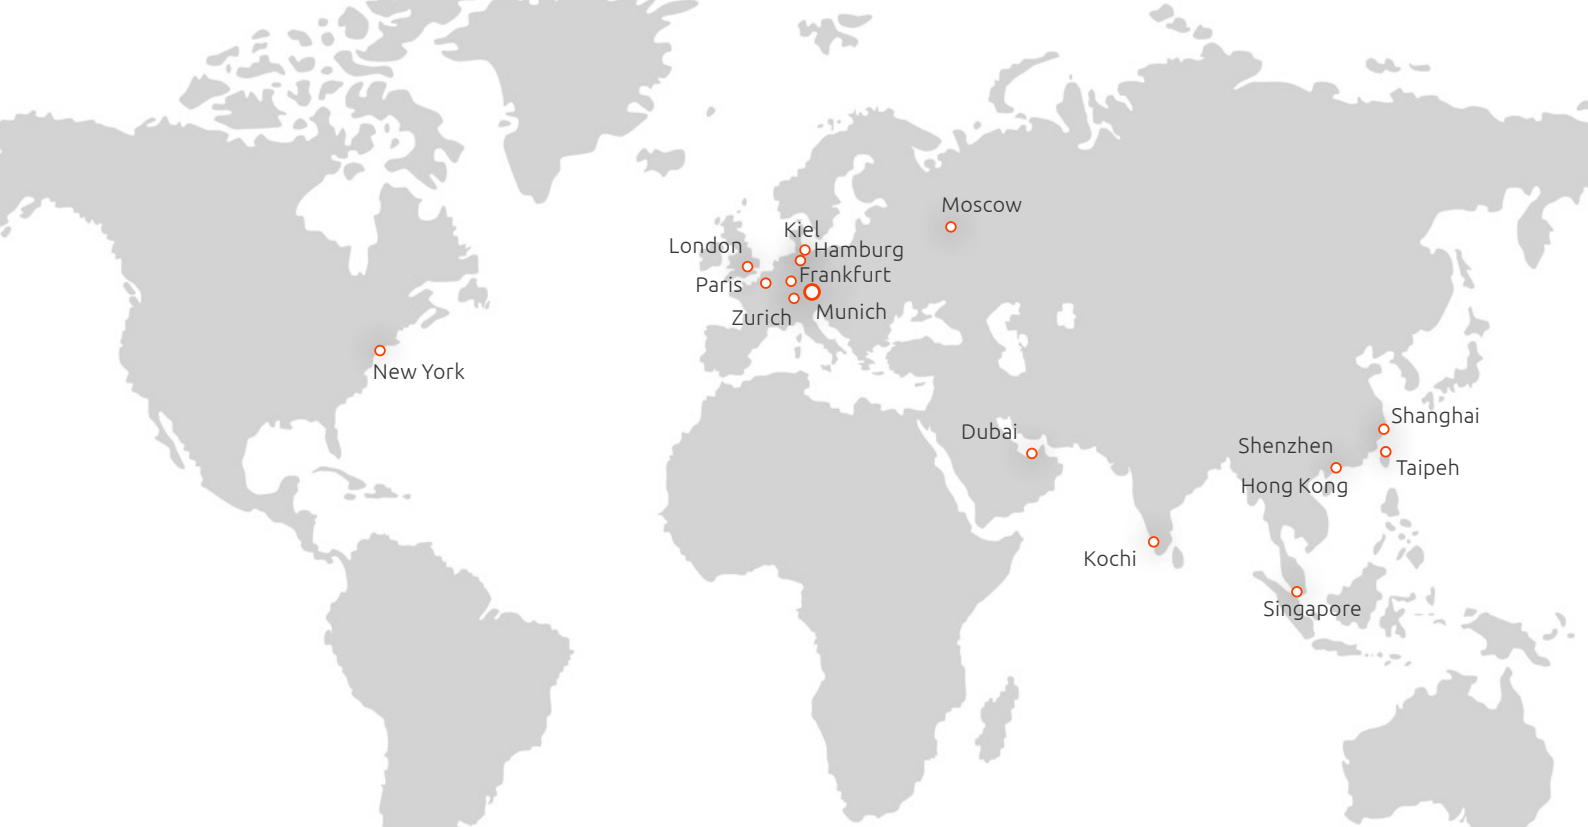 Moscow
Kiel
London
Hamburg
Frankfurt
Paris
Zurich
Munich
New York
Shanghai
Dubai
Shenzhen
Taipeh
Hong Kong
Kochi
Singapore